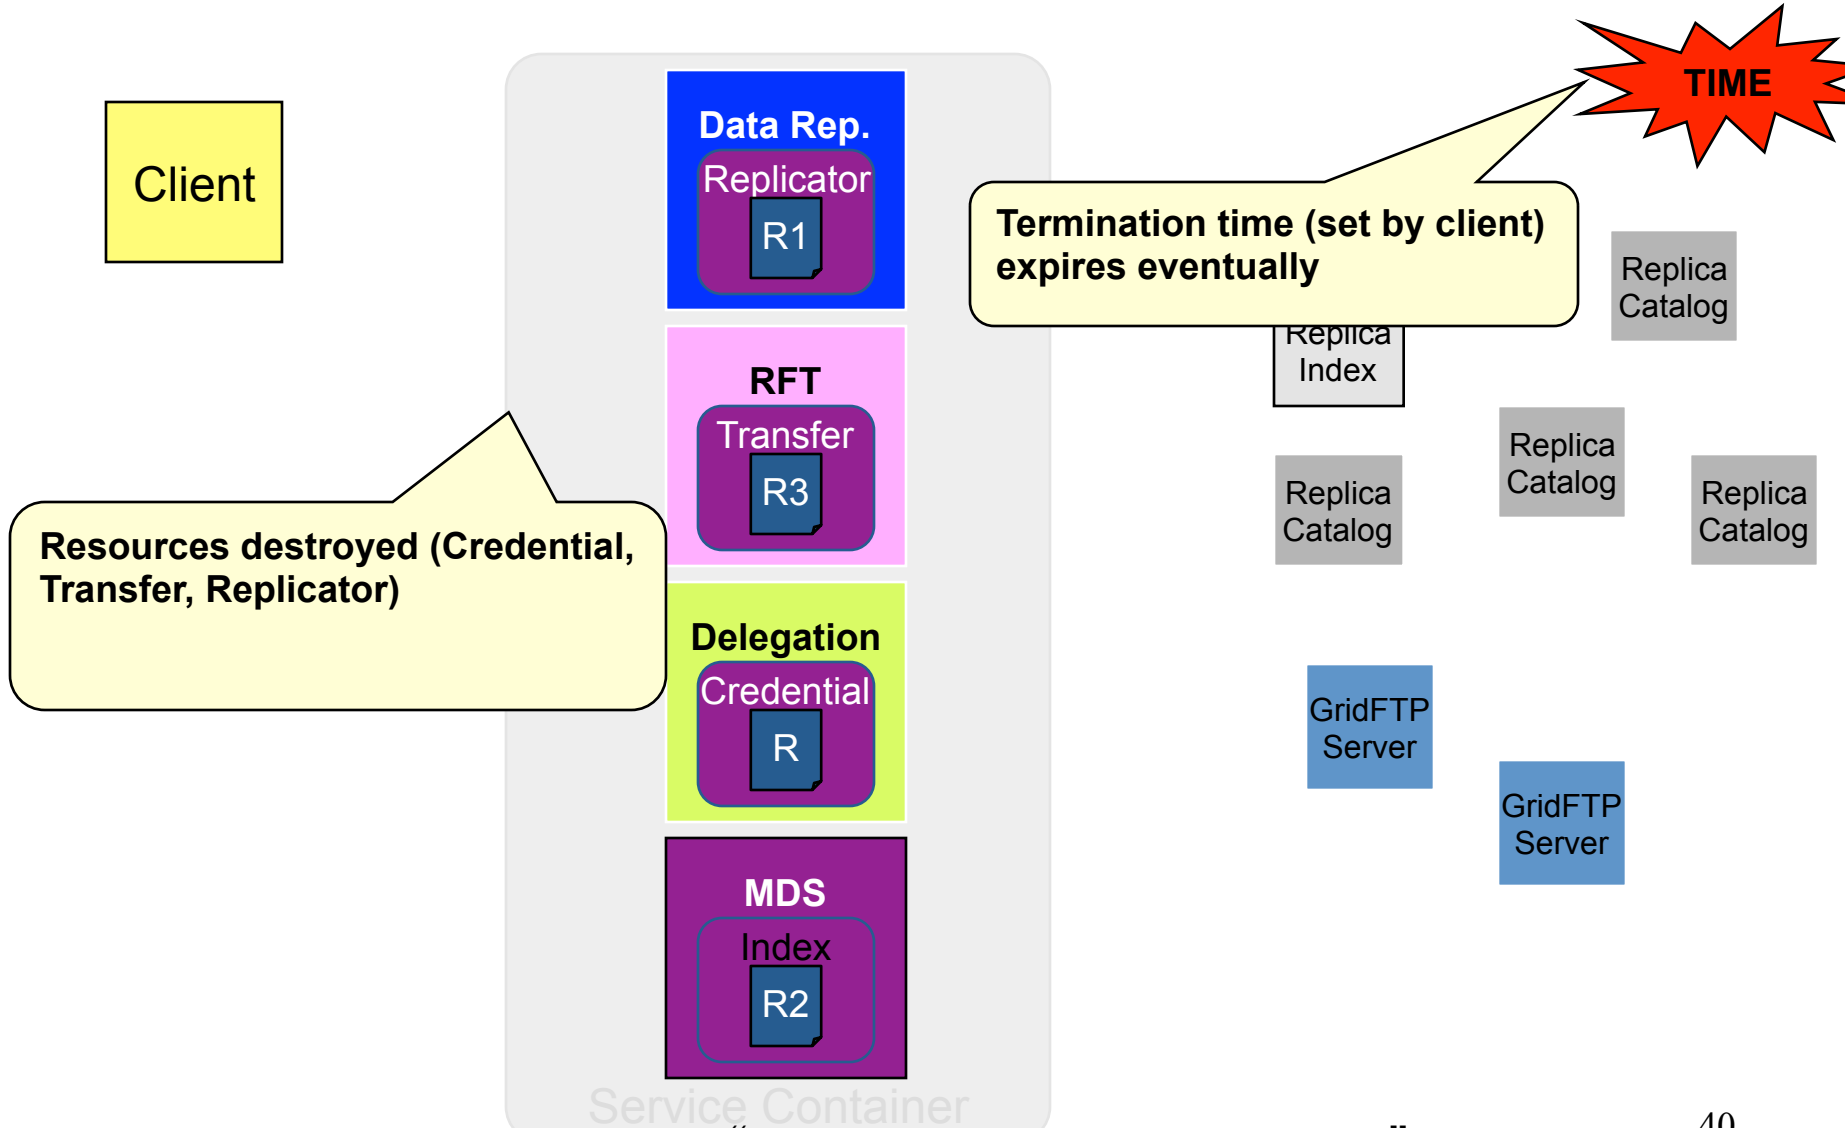 TIME
Client
Data Rep.
Replicator
R1
Termination time (set by client)
expires eventually
Replica
Catalog
Replica
Index
RFT
Transfer
R3
Replica
Catalog
Replica
Catalog
Replica
Catalog
Resources destroyed (Credential,
Transfer, Replicator)
Delegation
Credential
R
GridFTP
Server
GridFTP
Server
MDS
Index
R2
Service Container